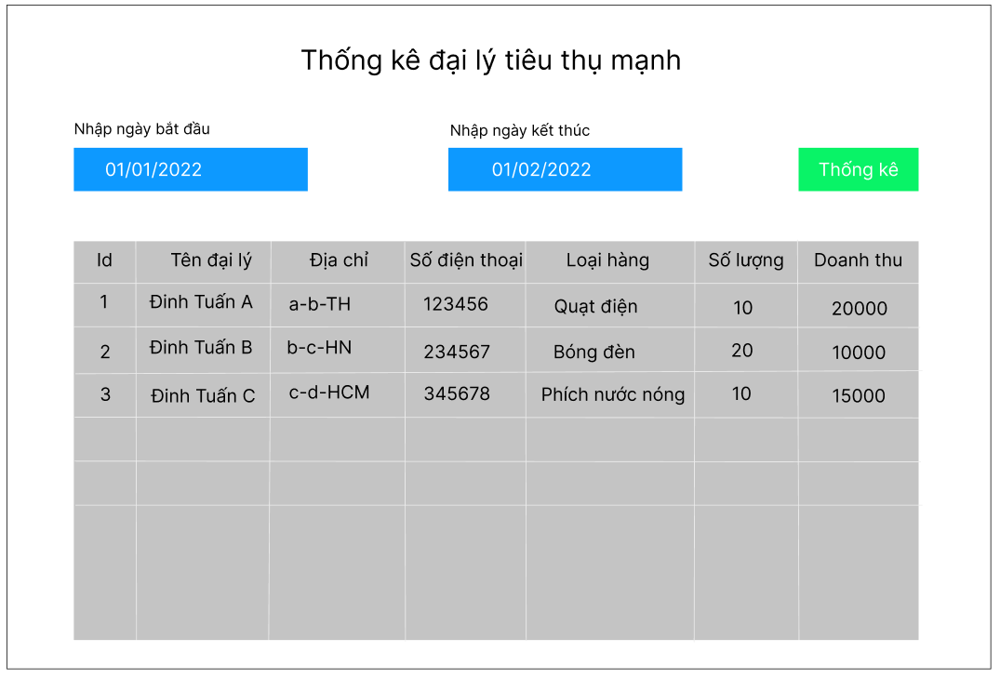 Thống kê đại lý tiêu thụ mạnh
Nhập ngày bắt đầu Nhập ngày kết thúc
01/01/2022 01/02/2022 Thống kê
Id Tên đại lý Địa chỉ Số điện thoại Loại hàng Số lượng Doanh thu
1 Đinh Tuấn A a-b-TH 123456 Quạt điện 10 20000
2 Đinh Tuấn B b-c-HN 234567 Bóng đèn 20 10000
3 Đinh Tuấn C c-d-HCM 345678 Phích nước nóng 10 15000